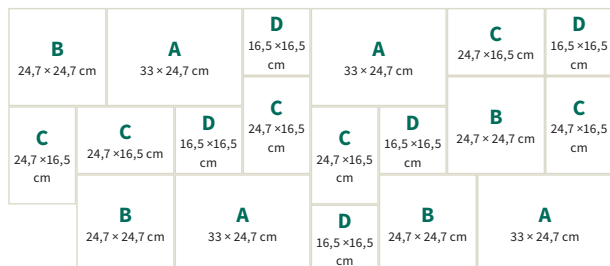 B
24,7 × 24,7 cm
A
33 × 24,7 cm
D
16,5 ×16,5
cm
A
33 × 24,7 cm
C
24,7 ×16,5 cm
D
16,5 ×16,5
cm
C
24,7 ×16,5
cm
B
24,7 × 24,7 cm
C
24,7 ×16,5
cm
C
24,7 ×16,5
cm
C
24,7 ×16,5 cm
D
16,5 ×16,5
cm
C
24,7 ×16,5
cm
D
16,5 ×16,5
cm
B
24,7 × 24,7 cm
A
33 × 24,7 cm
D
16,5 ×16,5
cm
B
24,7 × 24,7 cm
A
33 × 24,7 cm